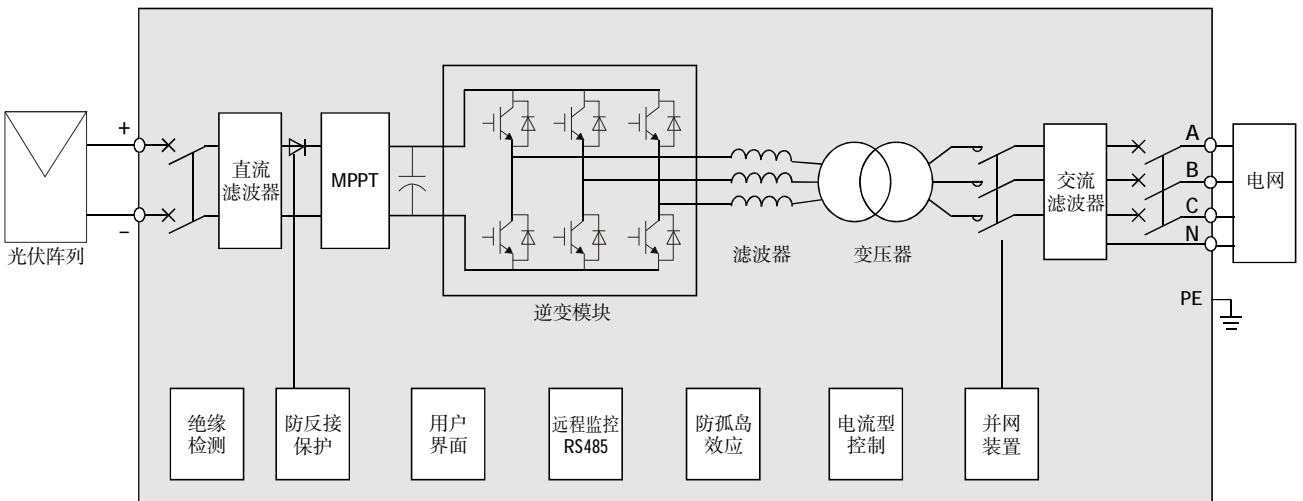 +
−
光伏阵列
直流
滤波器
MPPT
逆变模块
滤波器
变压器
交流
滤波器
A
B
C
N
电网
PE
绝缘
检测
防反接
保护
用户
界面
远程监控
RS485
防孤岛
效应
电流型
控制
并网
装置